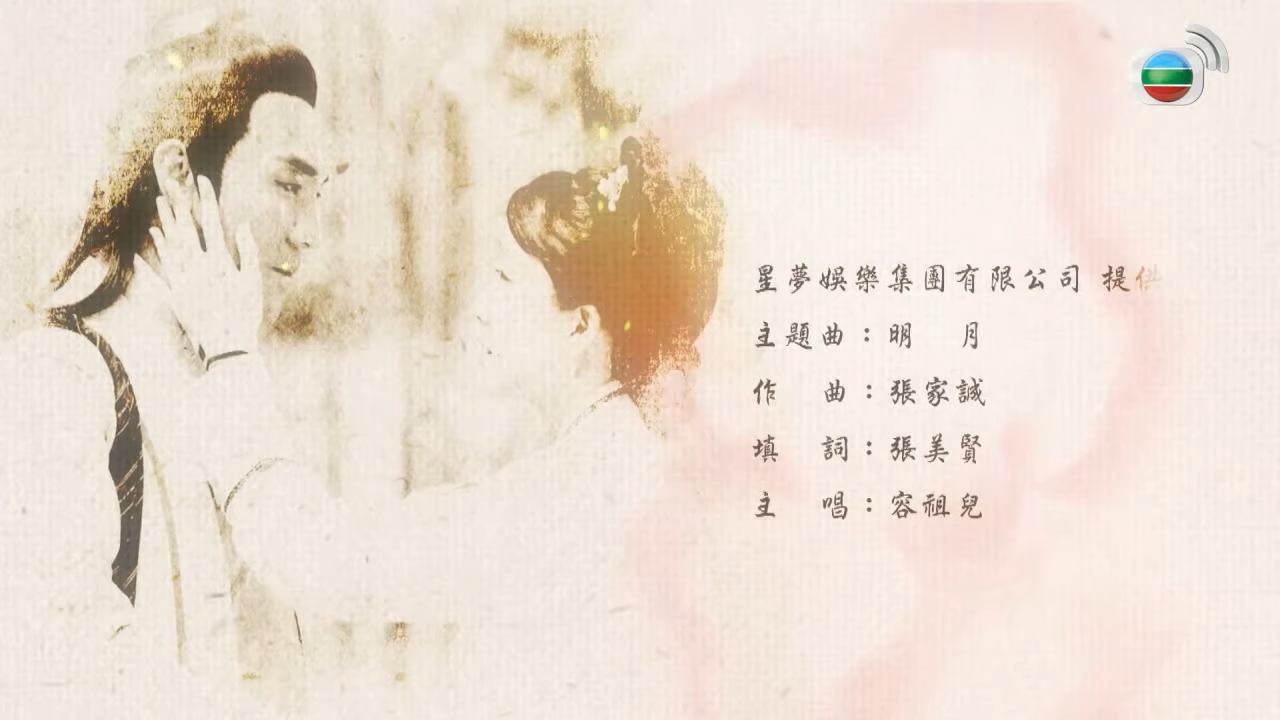 星夢娛樂集團有限公司 提供
主題曲：明　月
作　曲：張家誠
填　詞：張美賢
主　唱：容祖兒